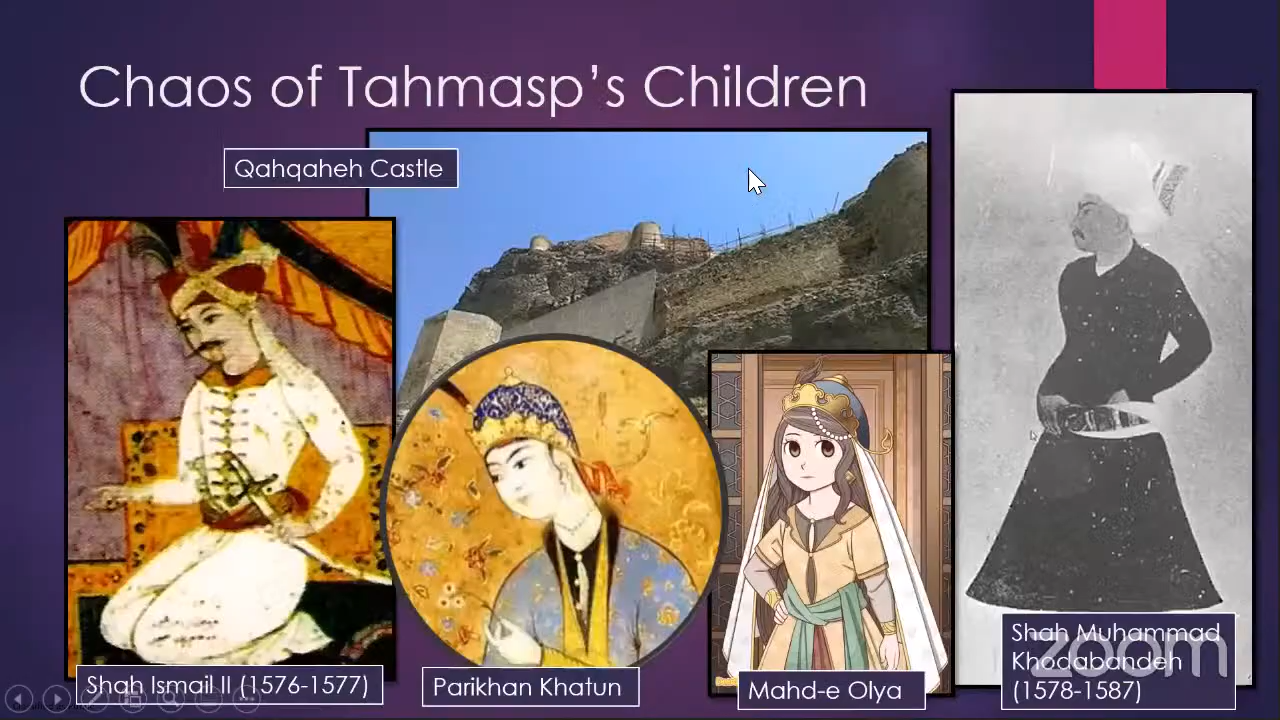 Chaos of Tahmasp’s Children
Qahqaheh Castle
Shah Ismail II (1576-1577)
Parikhan Khatun
Mahd-e Olya
Shah Muhammad
Khodabandeh
(1578-1587)
zoom